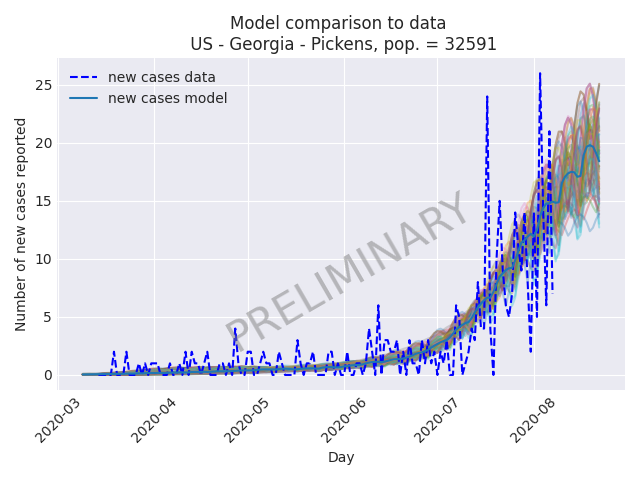 Model comparison to data
US - Georgia - Pickens, pop. = 32591
new cases data
new cases model
Number of new cases reported
25
20
15
10
5
0
PRELIMINARY
2020-03
2020-04
2020-05
2020-06
2020-07
2020-08
Day